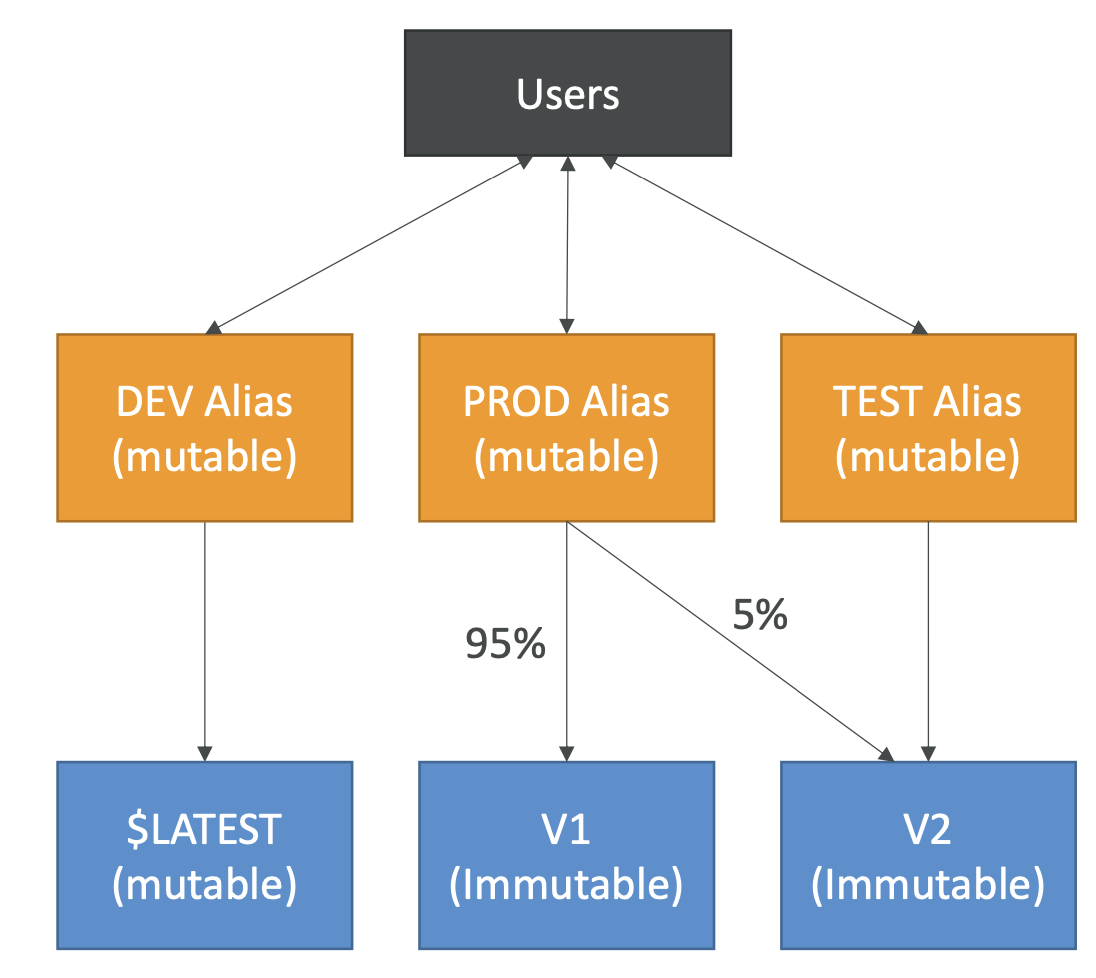 Users
DEV Alias
(mutable)
PROD Alias
(mutable)
TEST Alias
(mutable)
95%
5%
$LATEST
(mutable)
V1
(Immutable)
V2
(Immutable)